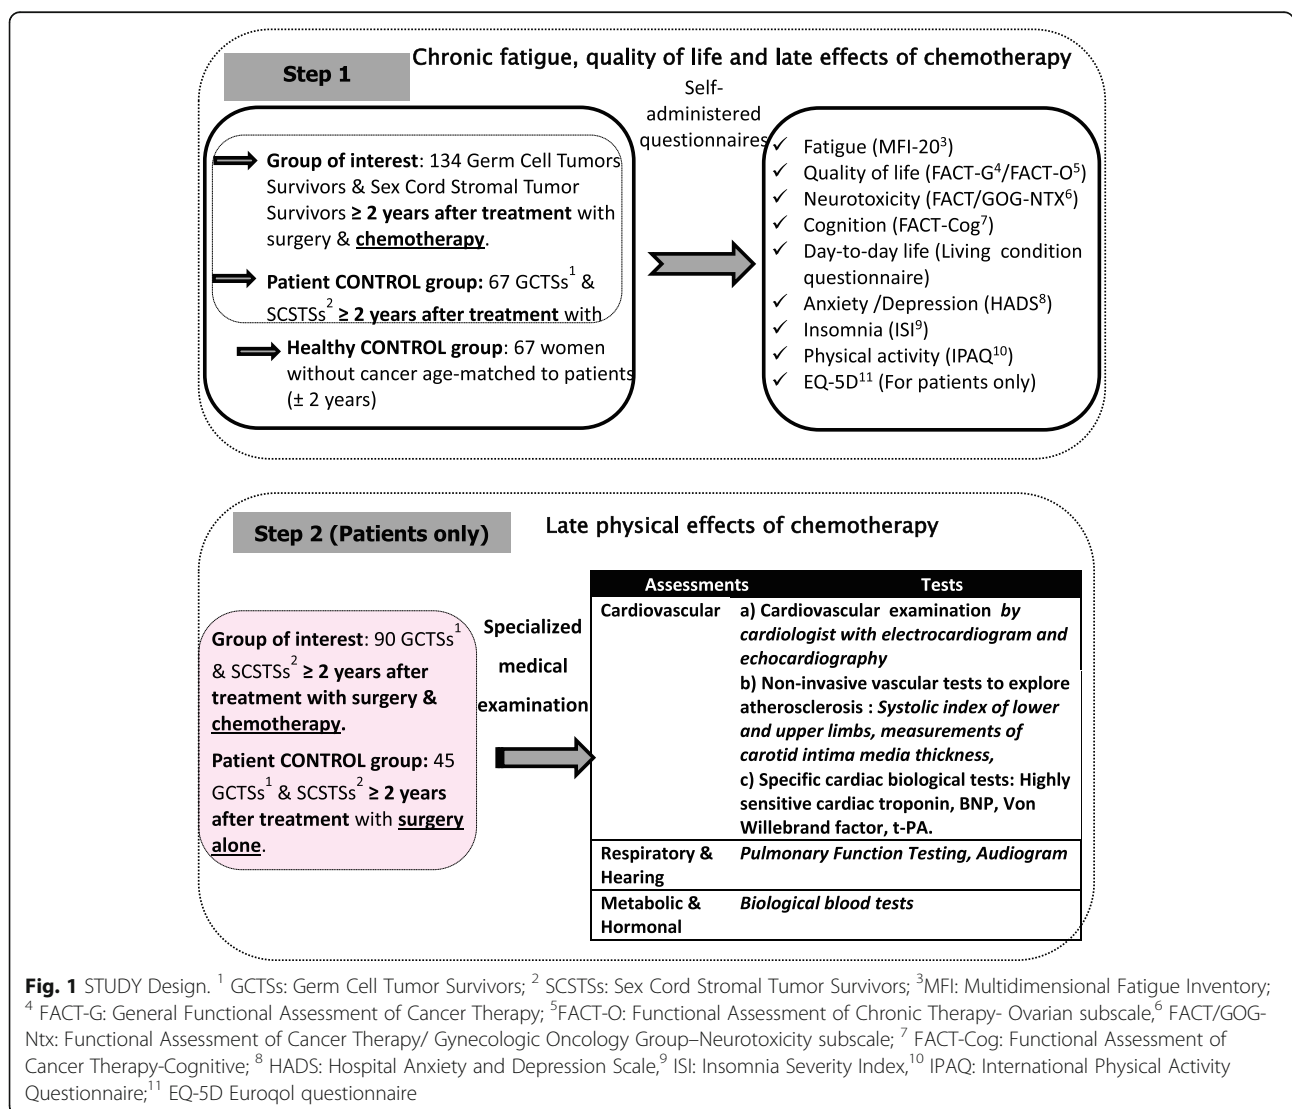 Step 1
Chronic fatigue, quality of life and late effects of chemotherapy
Group of interest: 134 Germ Cell Tumors
Survivors & Sex Cord Stromal Tumor
Survivors ≥ 2 years after treatment with
surgery & chemotherapy.
Patient CONTROL group: 67 GCTSs1 &
SCSTSs2 ≥ 2 years after treatment with
Healthy CONTROL group: 67 women
without cancer age-matched to patients
(± 2 years)
Self-
administered
questionnaires
✓ Fatigue (MFI-203)
✓ Quality of life (FACT-G4/FACT-O5)
✓ Neurotoxicity (FACT/GOG-NTX6)
✓ Cognition (FACT-Cog7)
✓ Day-to-day life (Living condition
questionnaire)
✓ Anxiety /Depression (HADS8)
✓ Insomnia (ISI9)
✓ Physical activity (IPAQ10)
✓ EQ-5D11 (For patients only)
Step 2 (Patients only)
Late physical effects of chemotherapy
Group of interest: 90 GCTSs1
& SCSTSs2 ≥ 2 years after
treatment with surgery &
chemotherapy.
Patient CONTROL group: 45
GCTSs1 & SCSTSs2 ≥ 2 years
after treatment with surgery
alone.
Specialized
medical
examination
Assessments Tests
Cardiovascular a) Cardiovascular examination by
cardiologist with electrocardiogram and
echocardiography
b) Non-invasive vascular tests to explore
atherosclerosis : Systolic index of lower
and upper limbs, measurements of
carotid intima media thickness,
c) Specific cardiac biological tests: Highly
sensitive cardiac troponin, BNP, Von
Willebrand factor, t-PA.
Respiratory & Pulmonary Function Testing, Audiogram
Hearing
Metabolic & Biological blood tests
Hormonal
Fig. 1 STUDY Design. 1 GCTSs: Germ Cell Tumor Survivors; 2 SCSTSs: Sex Cord Stromal Tumor Survivors; 3MFI: Multidimensional Fatigue Inventory;
4 FACT-G: General Functional Assessment of Cancer Therapy; 5FACT-O: Functional Assessment of Chronic Therapy- Ovarian subscale,6 FACT/GOG-
Ntx: Functional Assessment of Cancer Therapy/ Gynecologic Oncology Group–Neurotoxicity subscale; 7 FACT-Cog: Functional Assessment of
Cancer Therapy-Cognitive; 8 HADS: Hospital Anxiety and Depression Scale,9 ISI: Insomnia Severity Index,10 IPAQ: International Physical Activity
Questionnaire;11 EQ-5D Euroqol questionnaire